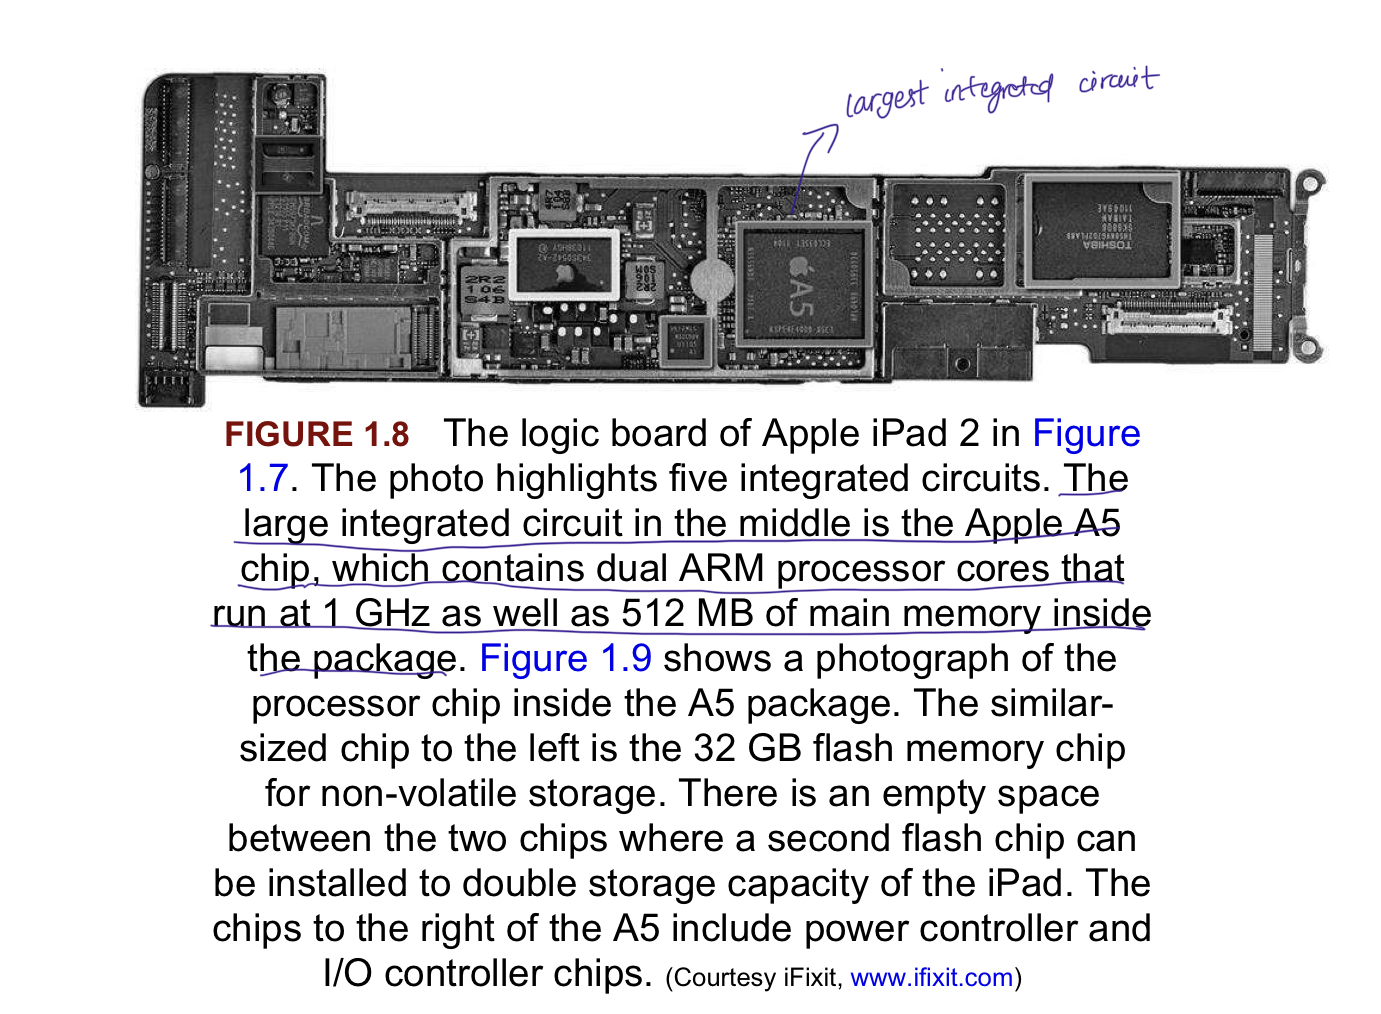 largest integrated circuit
2R2
106
S4B
343S0542-A2
A5
TOSHIBA
TAIWAN
FIGURE 1.8 The logic board of Apple iPad 2 in Figure
1.7. The photo highlights five integrated circuits. The
large integrated circuit in the middle is the Apple A5
chip, which contains dual ARM processor cores that
run at 1 GHz as well as 512 MB of main memory inside
the package. Figure 1.9 shows a photograph of the
processor chip inside the A5 package. The similar-
sized chip to the left is the 32 GB flash memory chip
for non-volatile storage. There is an empty space
between the two chips where a second flash chip can
be installed to double storage capacity of the iPad. The
chips to the right of the A5 include power controller and
I/O controller chips. (Courtesy iFixit, www.ifixit.com)